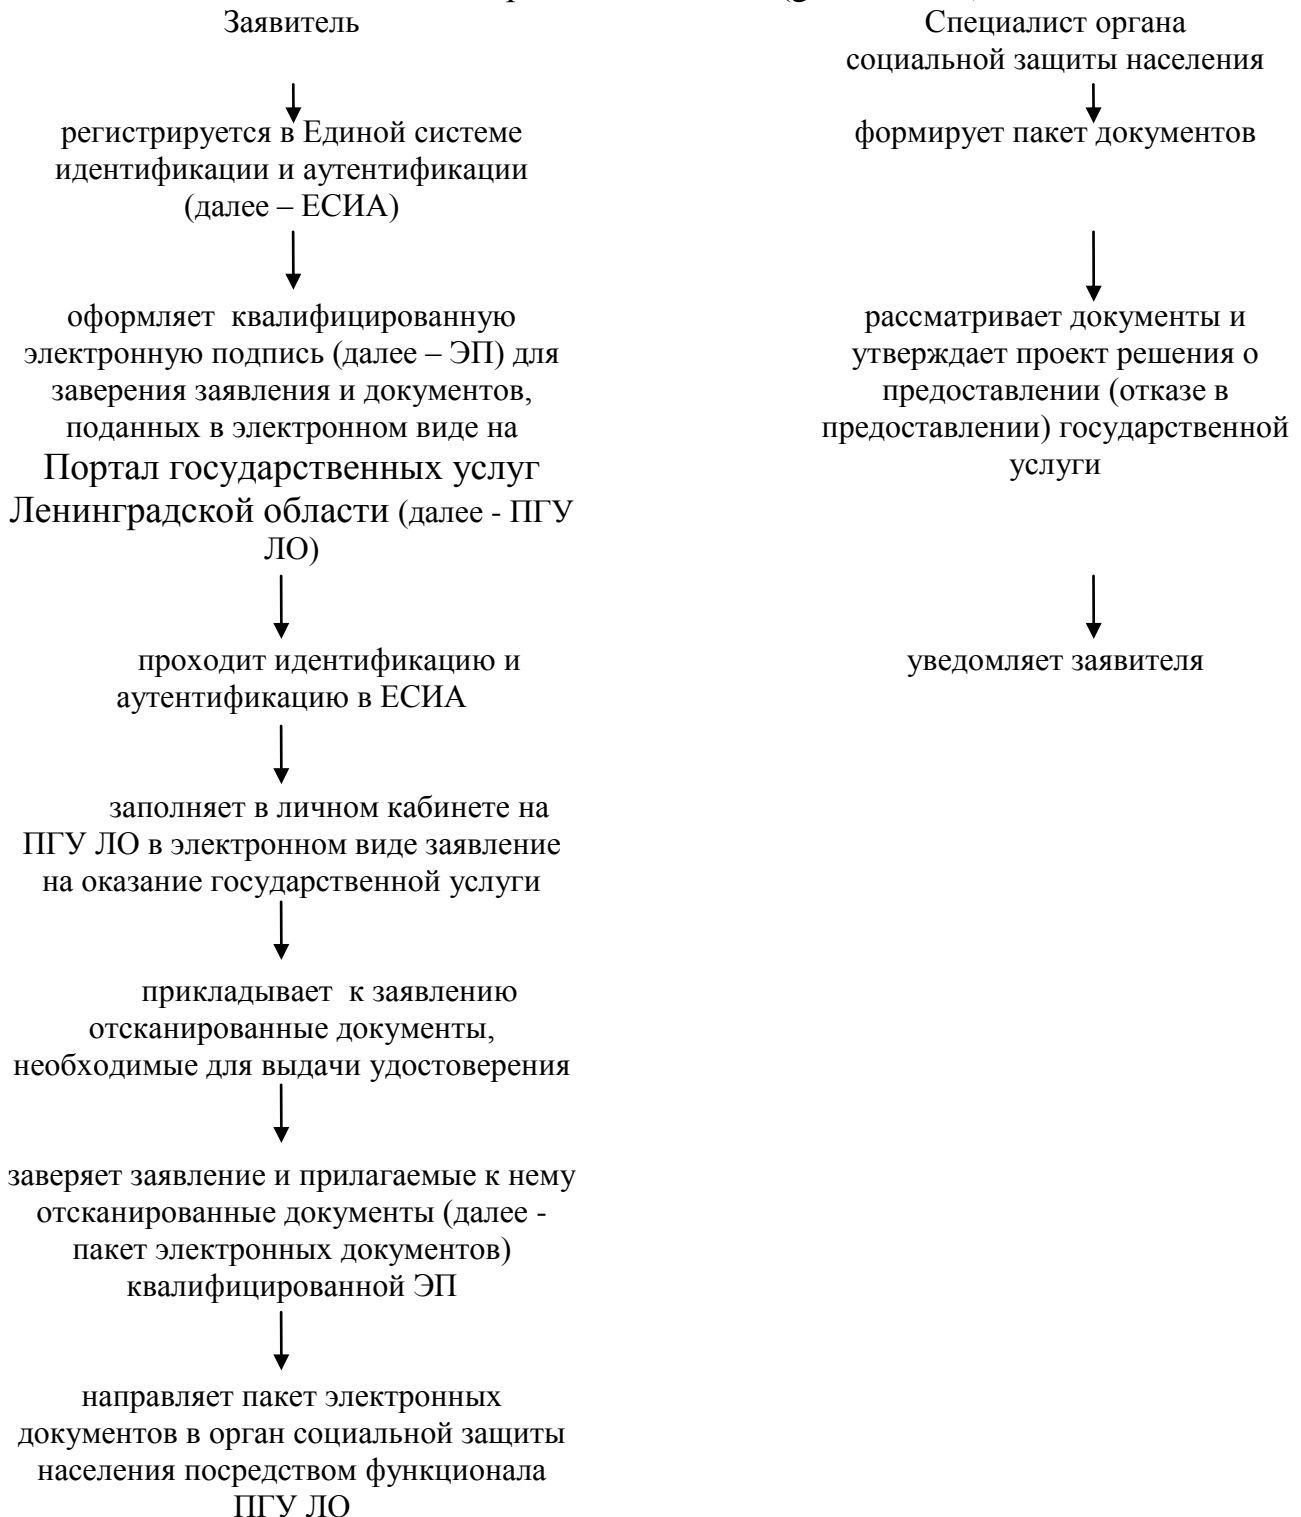 Заявитель
регистрируется в Единой системе
идентификации и аутентификации
(далее – ЕСИА)
оформляет  квалифицированную
электронную подпись (далее – ЭП) для
заверения заявления и документов,
поданных в электронном виде на
Портал государственных услуг
Ленинградской области (далее - ПГУ
ЛО)
проходит идентификацию и
аутентификацию в ЕСИА
заполняет в личном кабинете на
ПГУ ЛО в электронном виде заявление
на оказание государственной услуги
прикладывает  к заявлению
отсканированные документы,
необходимые для выдачи удостоверения
заверяет заявление и прилагаемые к нему
отсканированные документы (далее -
пакет электронных документов)
квалифицированной ЭП
направляет пакет электронных
документов в орган социальной защиты
населения посредством функционала
ПГУ ЛО
Специалист органа
социальной защиты населения
формирует пакет документов
рассматривает документы и
утверждает проект решения о
предоставлении (отказе в
предоставлении) государственной
услуги
уведомляет заявителя